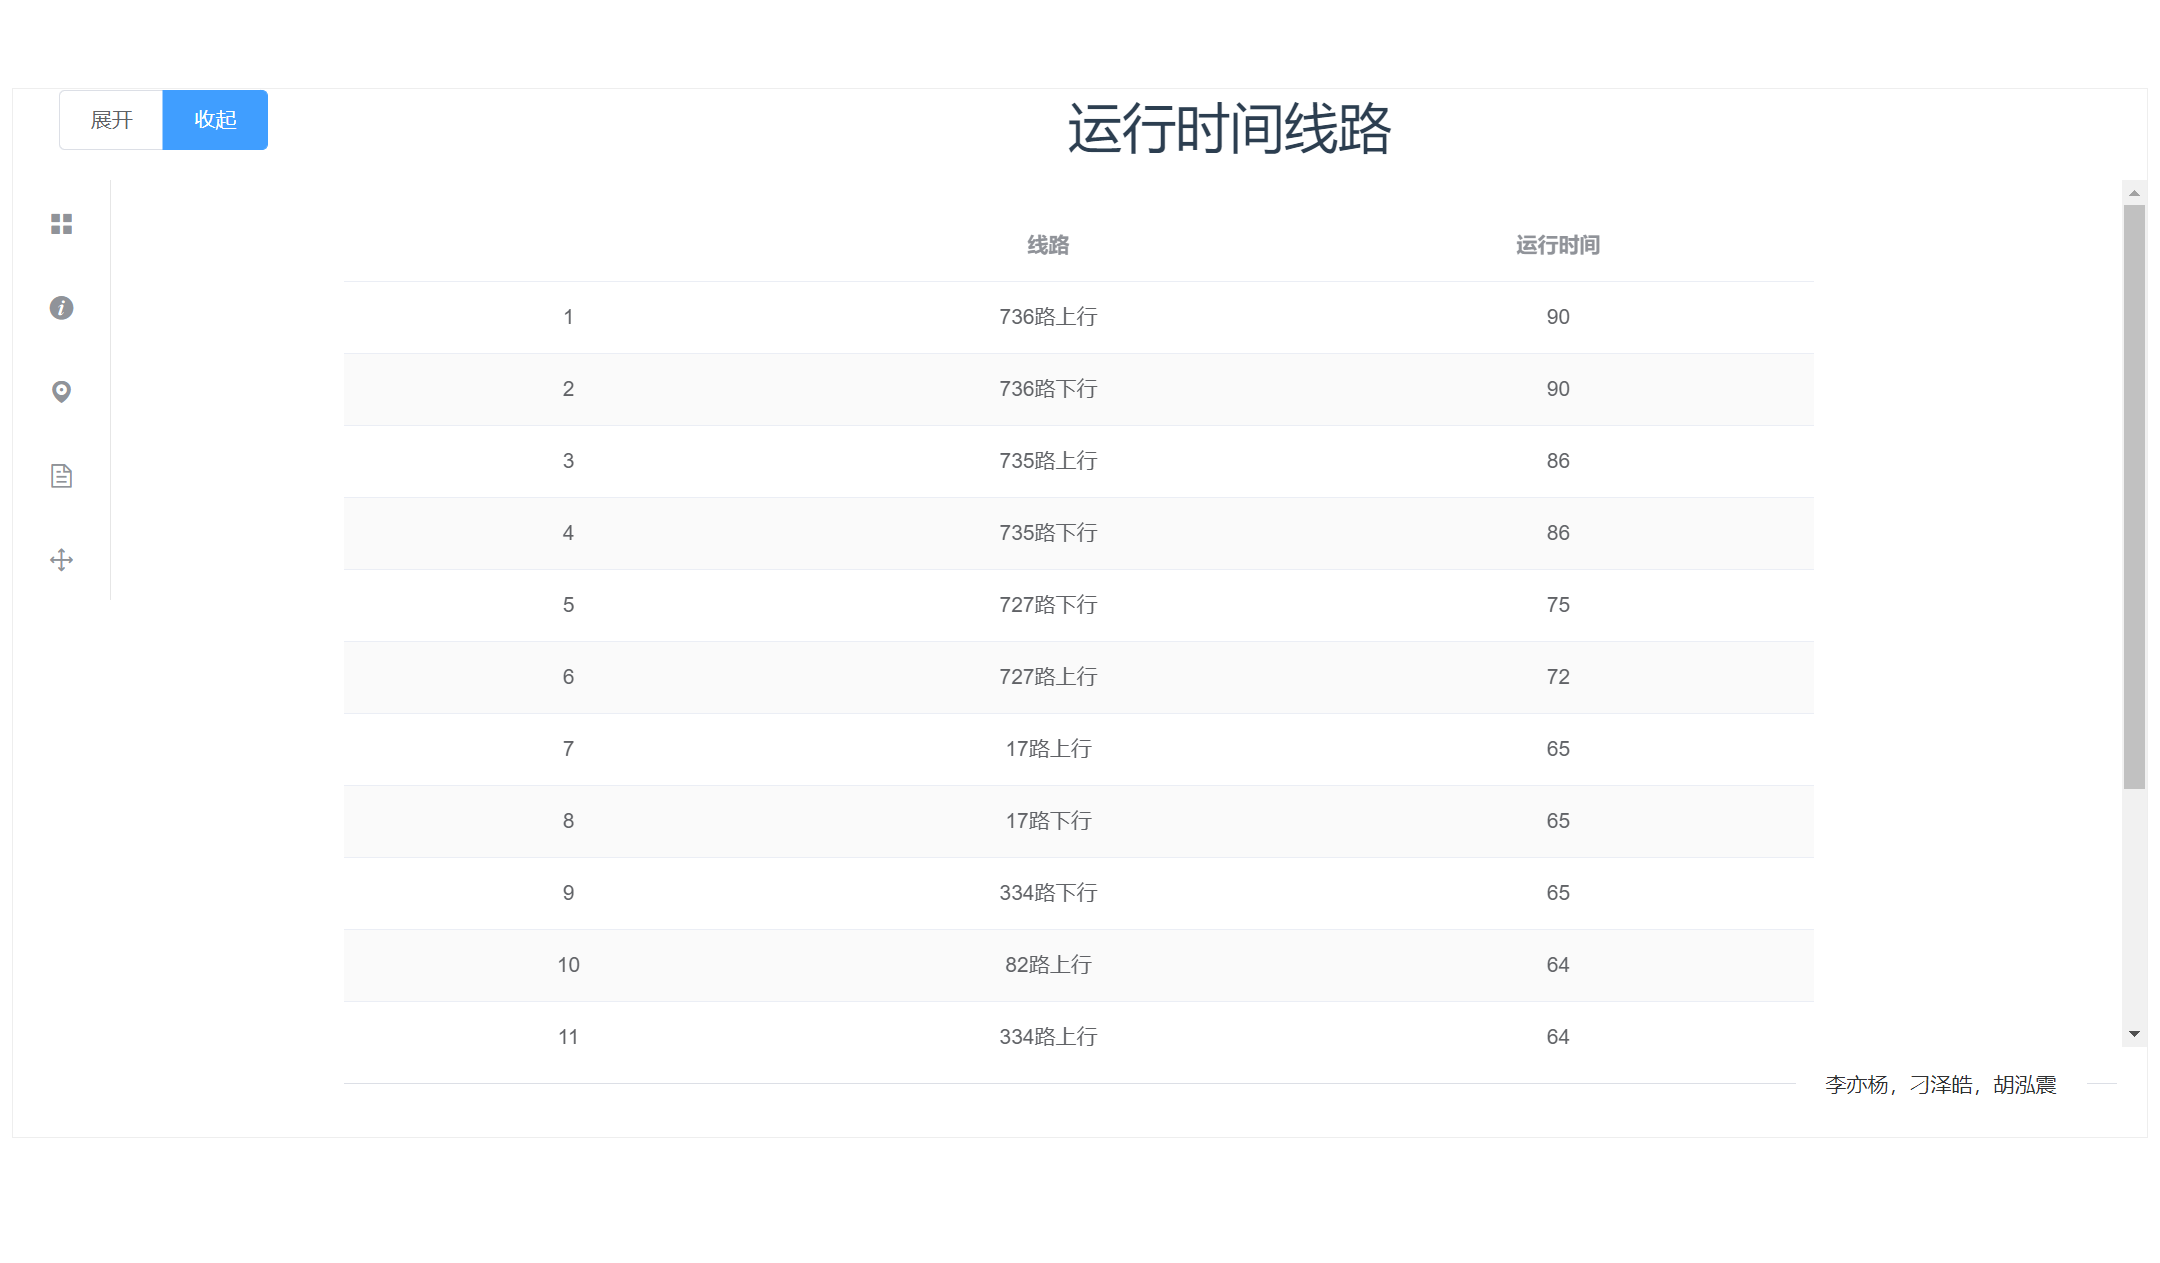 展开 收起
运行时间线路
线路 运行时间
1 736路上行 90
2 736路下行 90
3 735路上行 86
4 735路下行 86
5 727路下行 75
6 727路上行 72
7 17路上行 65
8 17路下行 65
9 334路下行 65
10 82路上行 64
11 334路上行 64
李亦杨，刁泽皓，胡泓震